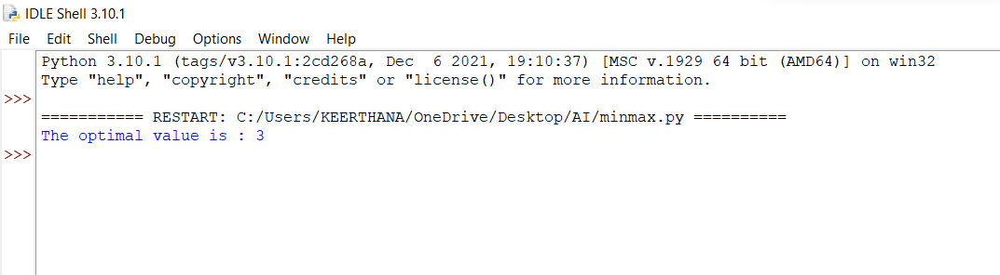 IDLE Shell 3.10.1
File Edit Shell Debug Options Window Help
Python 3.10.1 (tags/v3.10.1:2cd268a, Dec  6 2021, 19:10:37) [MSC v.1929 64 bit (AMD64)] on win32
Type "help", "copyright", "credits" or "license()" for more information.
>>>
=========== RESTART: C:/Users/KEERTHANA/OneDrive/Desktop/AI/minmax.py ==========
The optimal value is : 3
>>>